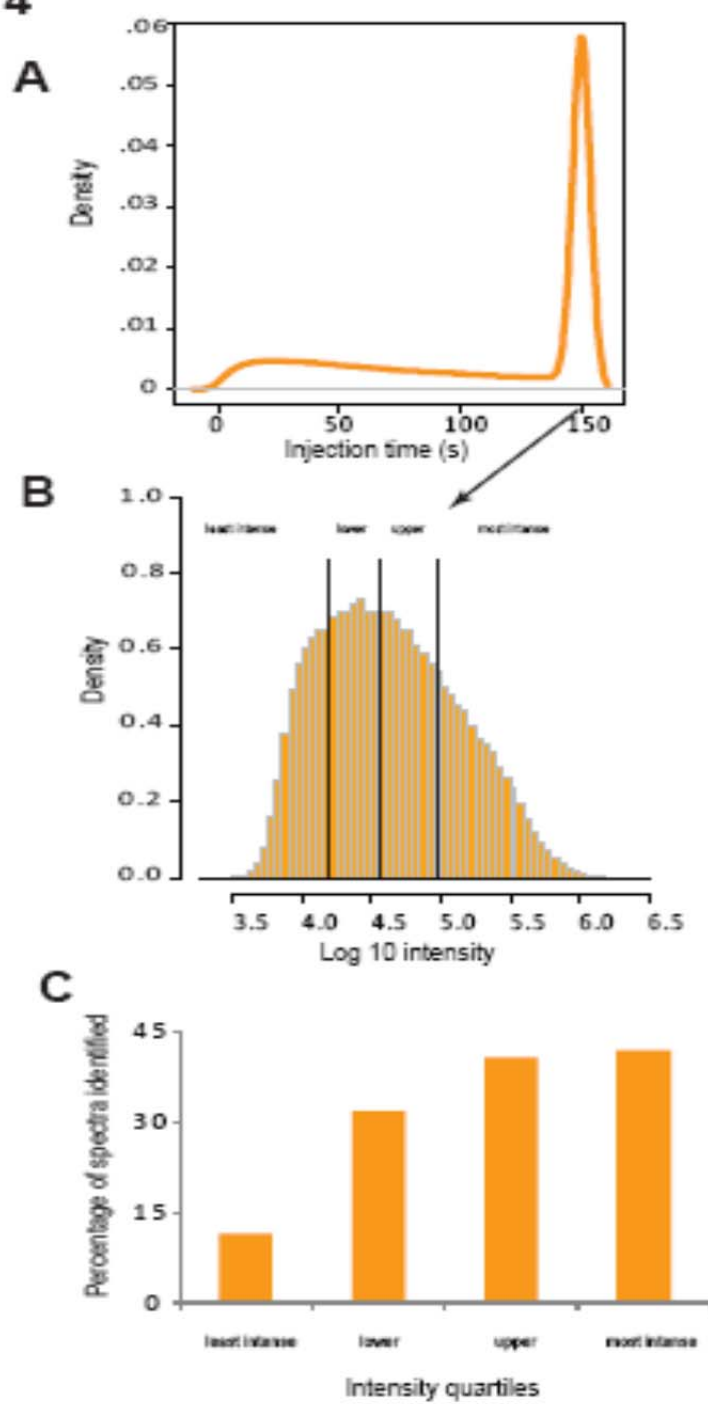 4
A
.06
.05
.04
.03
.02
.01
0
Density
0 50 100 150
Injection time (s)
B
1.0
0.8
0.6
0.4
0.2
0.0
Density
least intense lower upper most intense
3.5 4.0 4.5 5.0 5.5 6.0 6.5
Log 10 intensity
C
45
30
15
0
Percentage of spectra identified
least intense lower upper most intense
Intensity quartiles